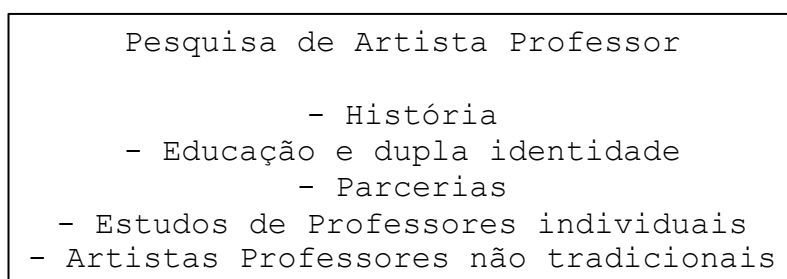 Pesquisa de Artista Professor
- História
- Educação e dupla identidade
- Parcerias
- Estudos de Professores individuais
- Artistas Professores não tradicionais